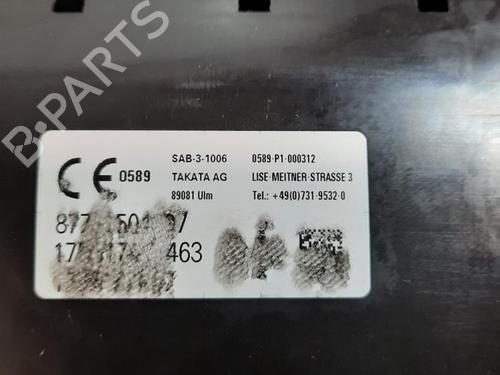 B-PARTS
CE 0589
SAB-3-1006 0589-P1-000312
TAKATA AG LISE-MEITNER-STRASSE 3
89081 Ulm Tel.: +49(0)731-9532-0
463